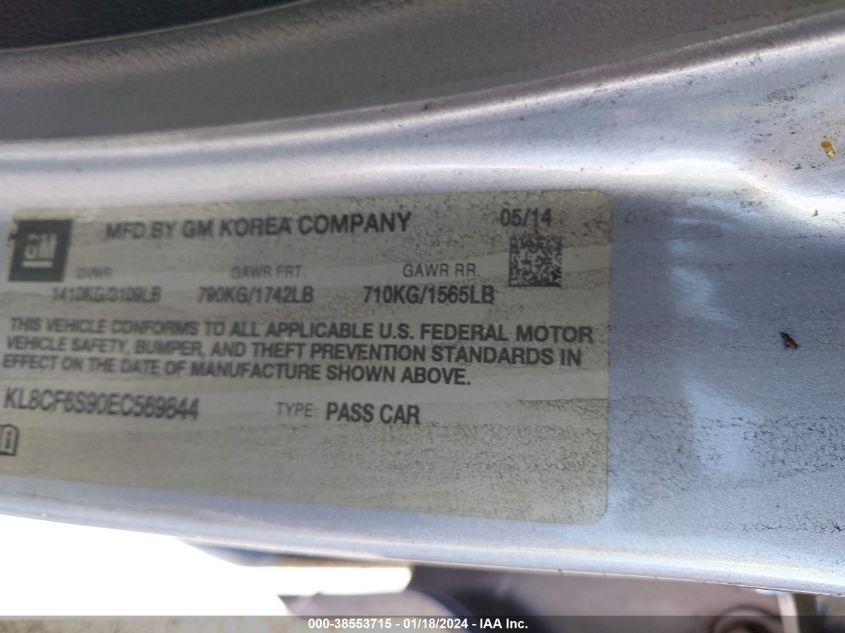 GM
MFD BY GM KOREA COMPANY 05/14
GVWR GAWR FRT. GAWR RR.
1410KG/3109LB 790KG/1742LB 710KG/1565LB
THIS VEHICLE CONFORMS TO ALL APPLICABLE U.S. FEDERAL MOTOR
VEHICLE SAFETY, BUMPER, AND THEFT PREVENTION STANDARDS IN
EFFECT ON THE DATE OF MANUFACTURE SHOWN ABOVE.
KL8CF6S90EC569844 TYPE: PASS CAR
000-38553715 - 01/18/2024 - IAA Inc.